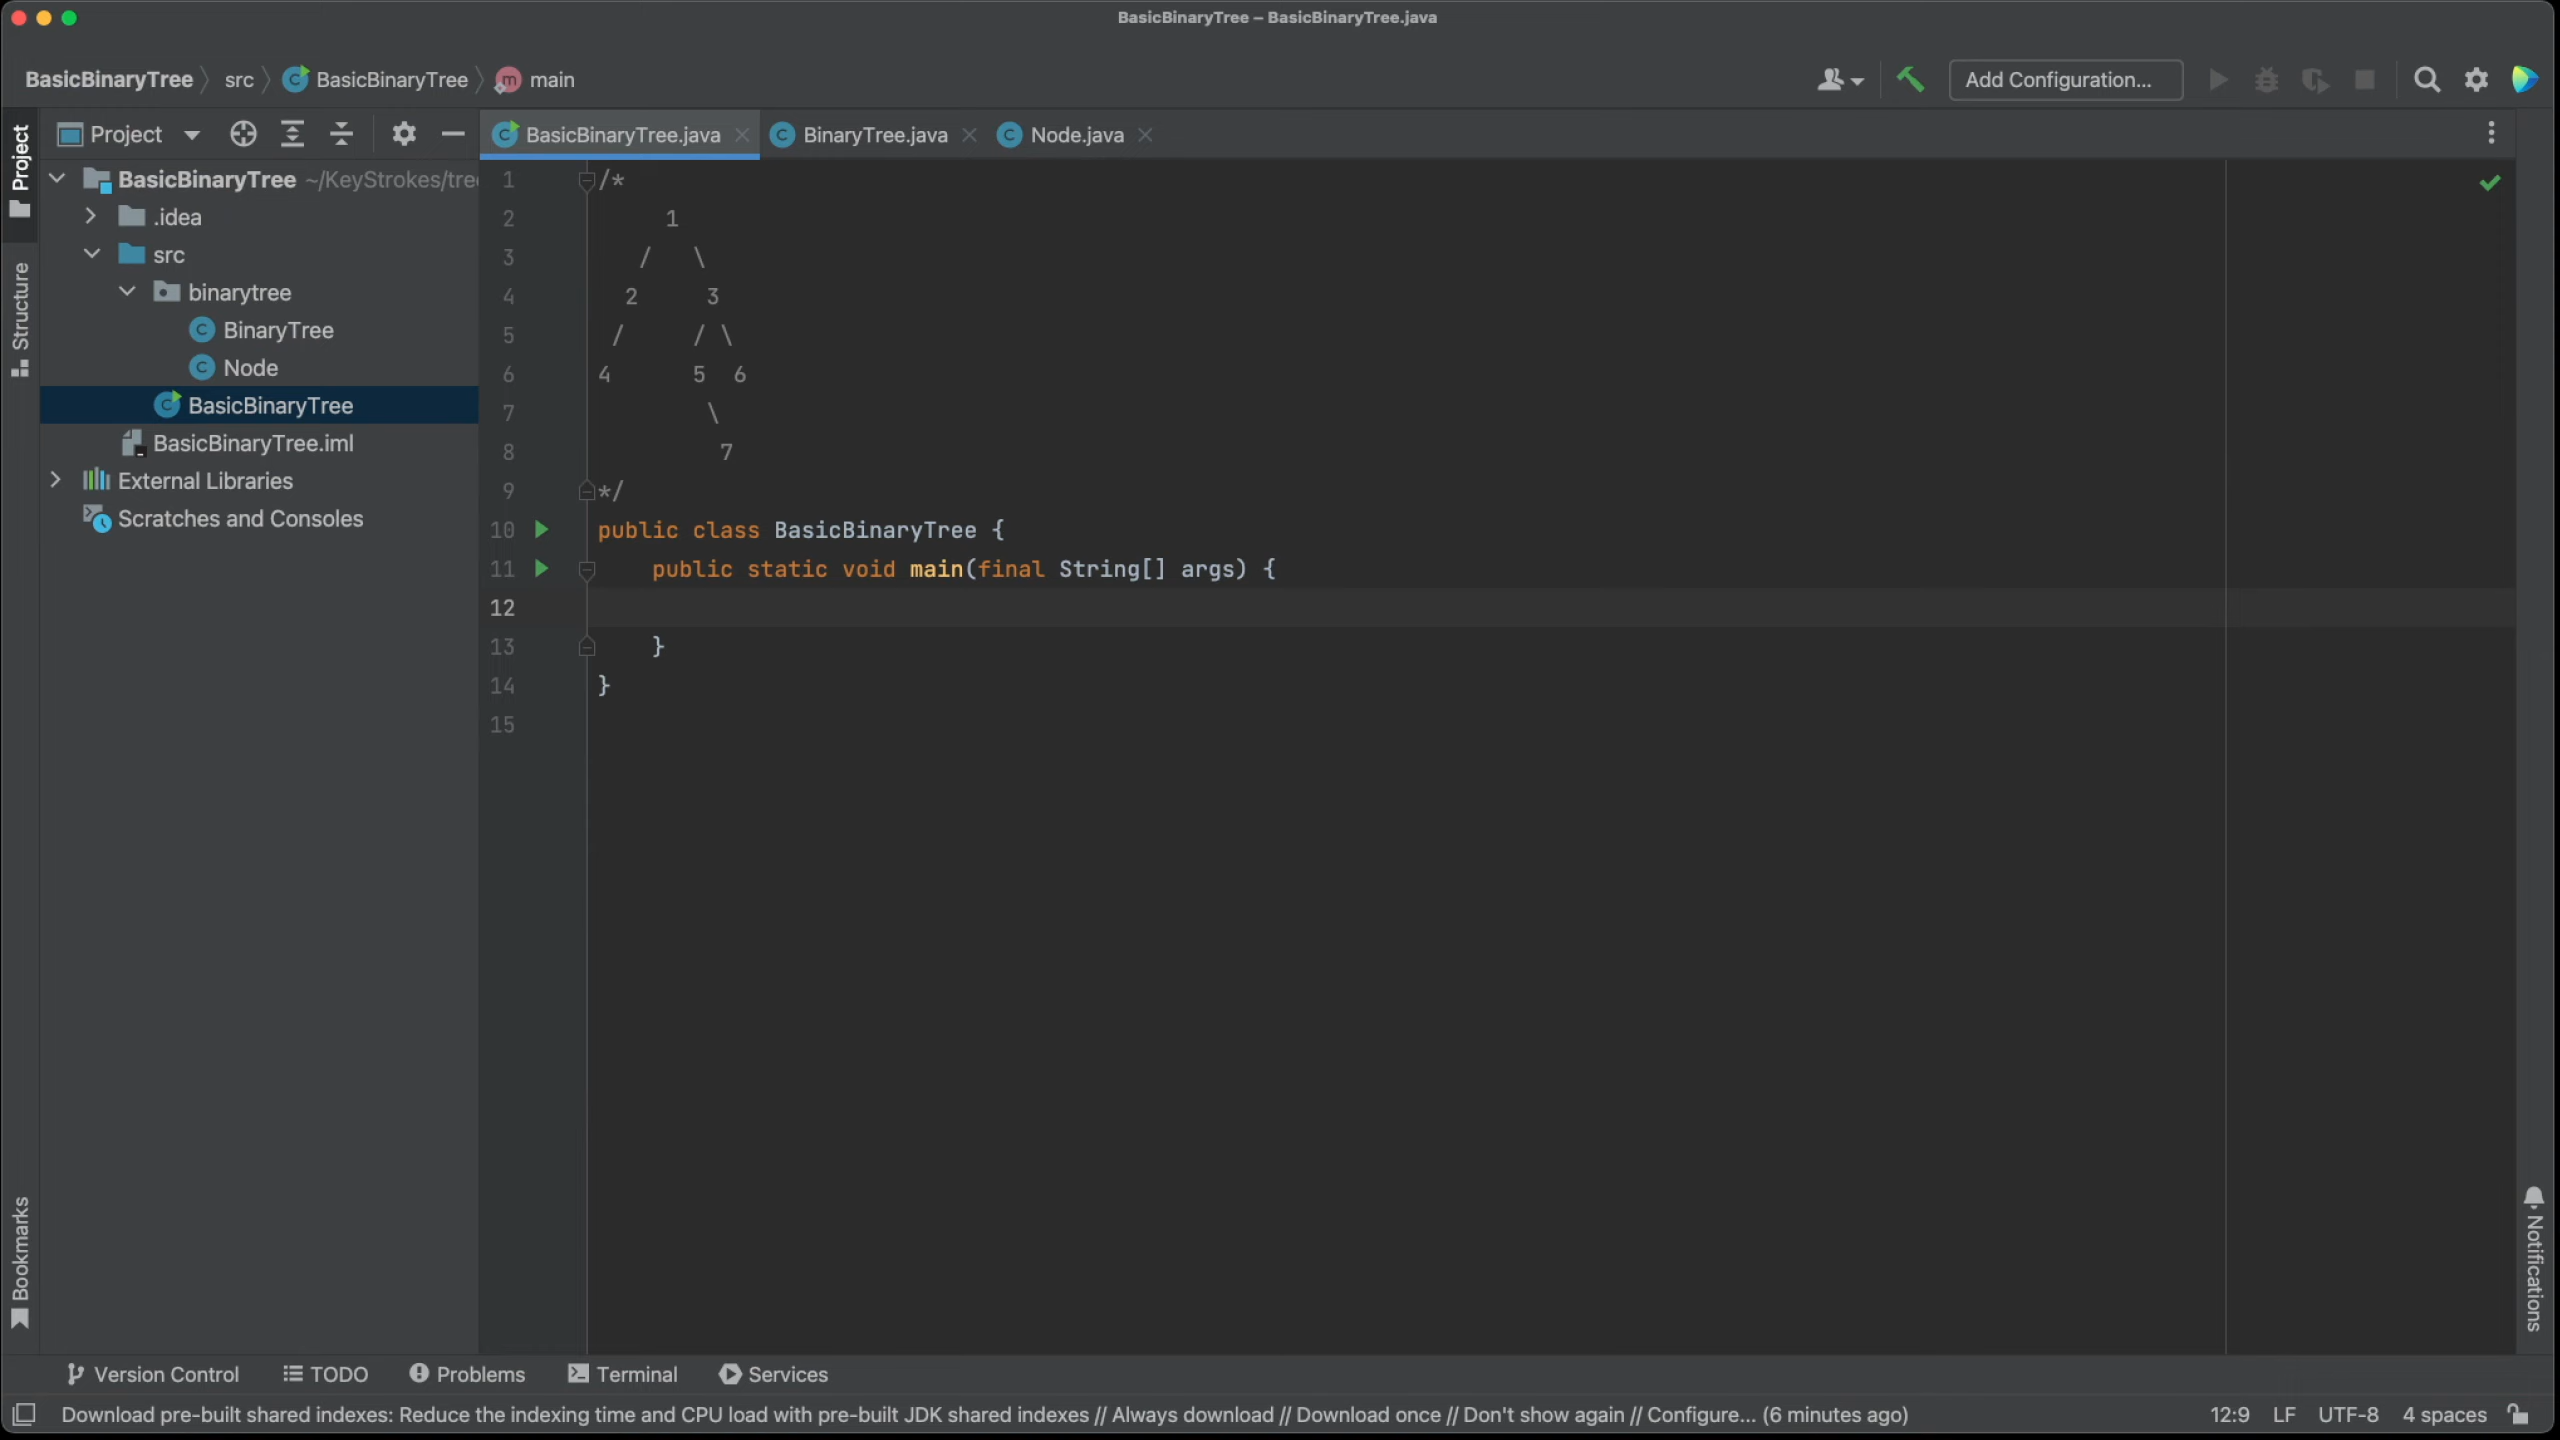 BasicBinaryTree – BasicBinaryTree.java
BasicBinaryTree src BasicBinaryTree main
Add Configuration...
Project
Structure
Bookmarks
Project
BasicBinaryTree ~/KeyStrokes/tre
.idea
src
binarytree
BinaryTree
Node
BasicBinaryTree
BasicBinaryTree.iml
External Libraries
Scratches and Consoles
BasicBinaryTree.java BinaryTree.java Node.java
1 /*
2 1
3 / \
4 2 3
5 / / \
6 4 5 6
7 \
8 7
9 */
10 public class BasicBinaryTree {
11 public static void main(final String[] args) {
12
13 }
14 }
15
Notifications
Version Control TODO Problems Terminal Services
Download pre-built shared indexes: Reduce the indexing time and CPU load with pre-built JDK shared indexes // Always download // Download once // Don't show again // Configure... (6 minutes ago) 12:9 LF UTF-8 4 spaces